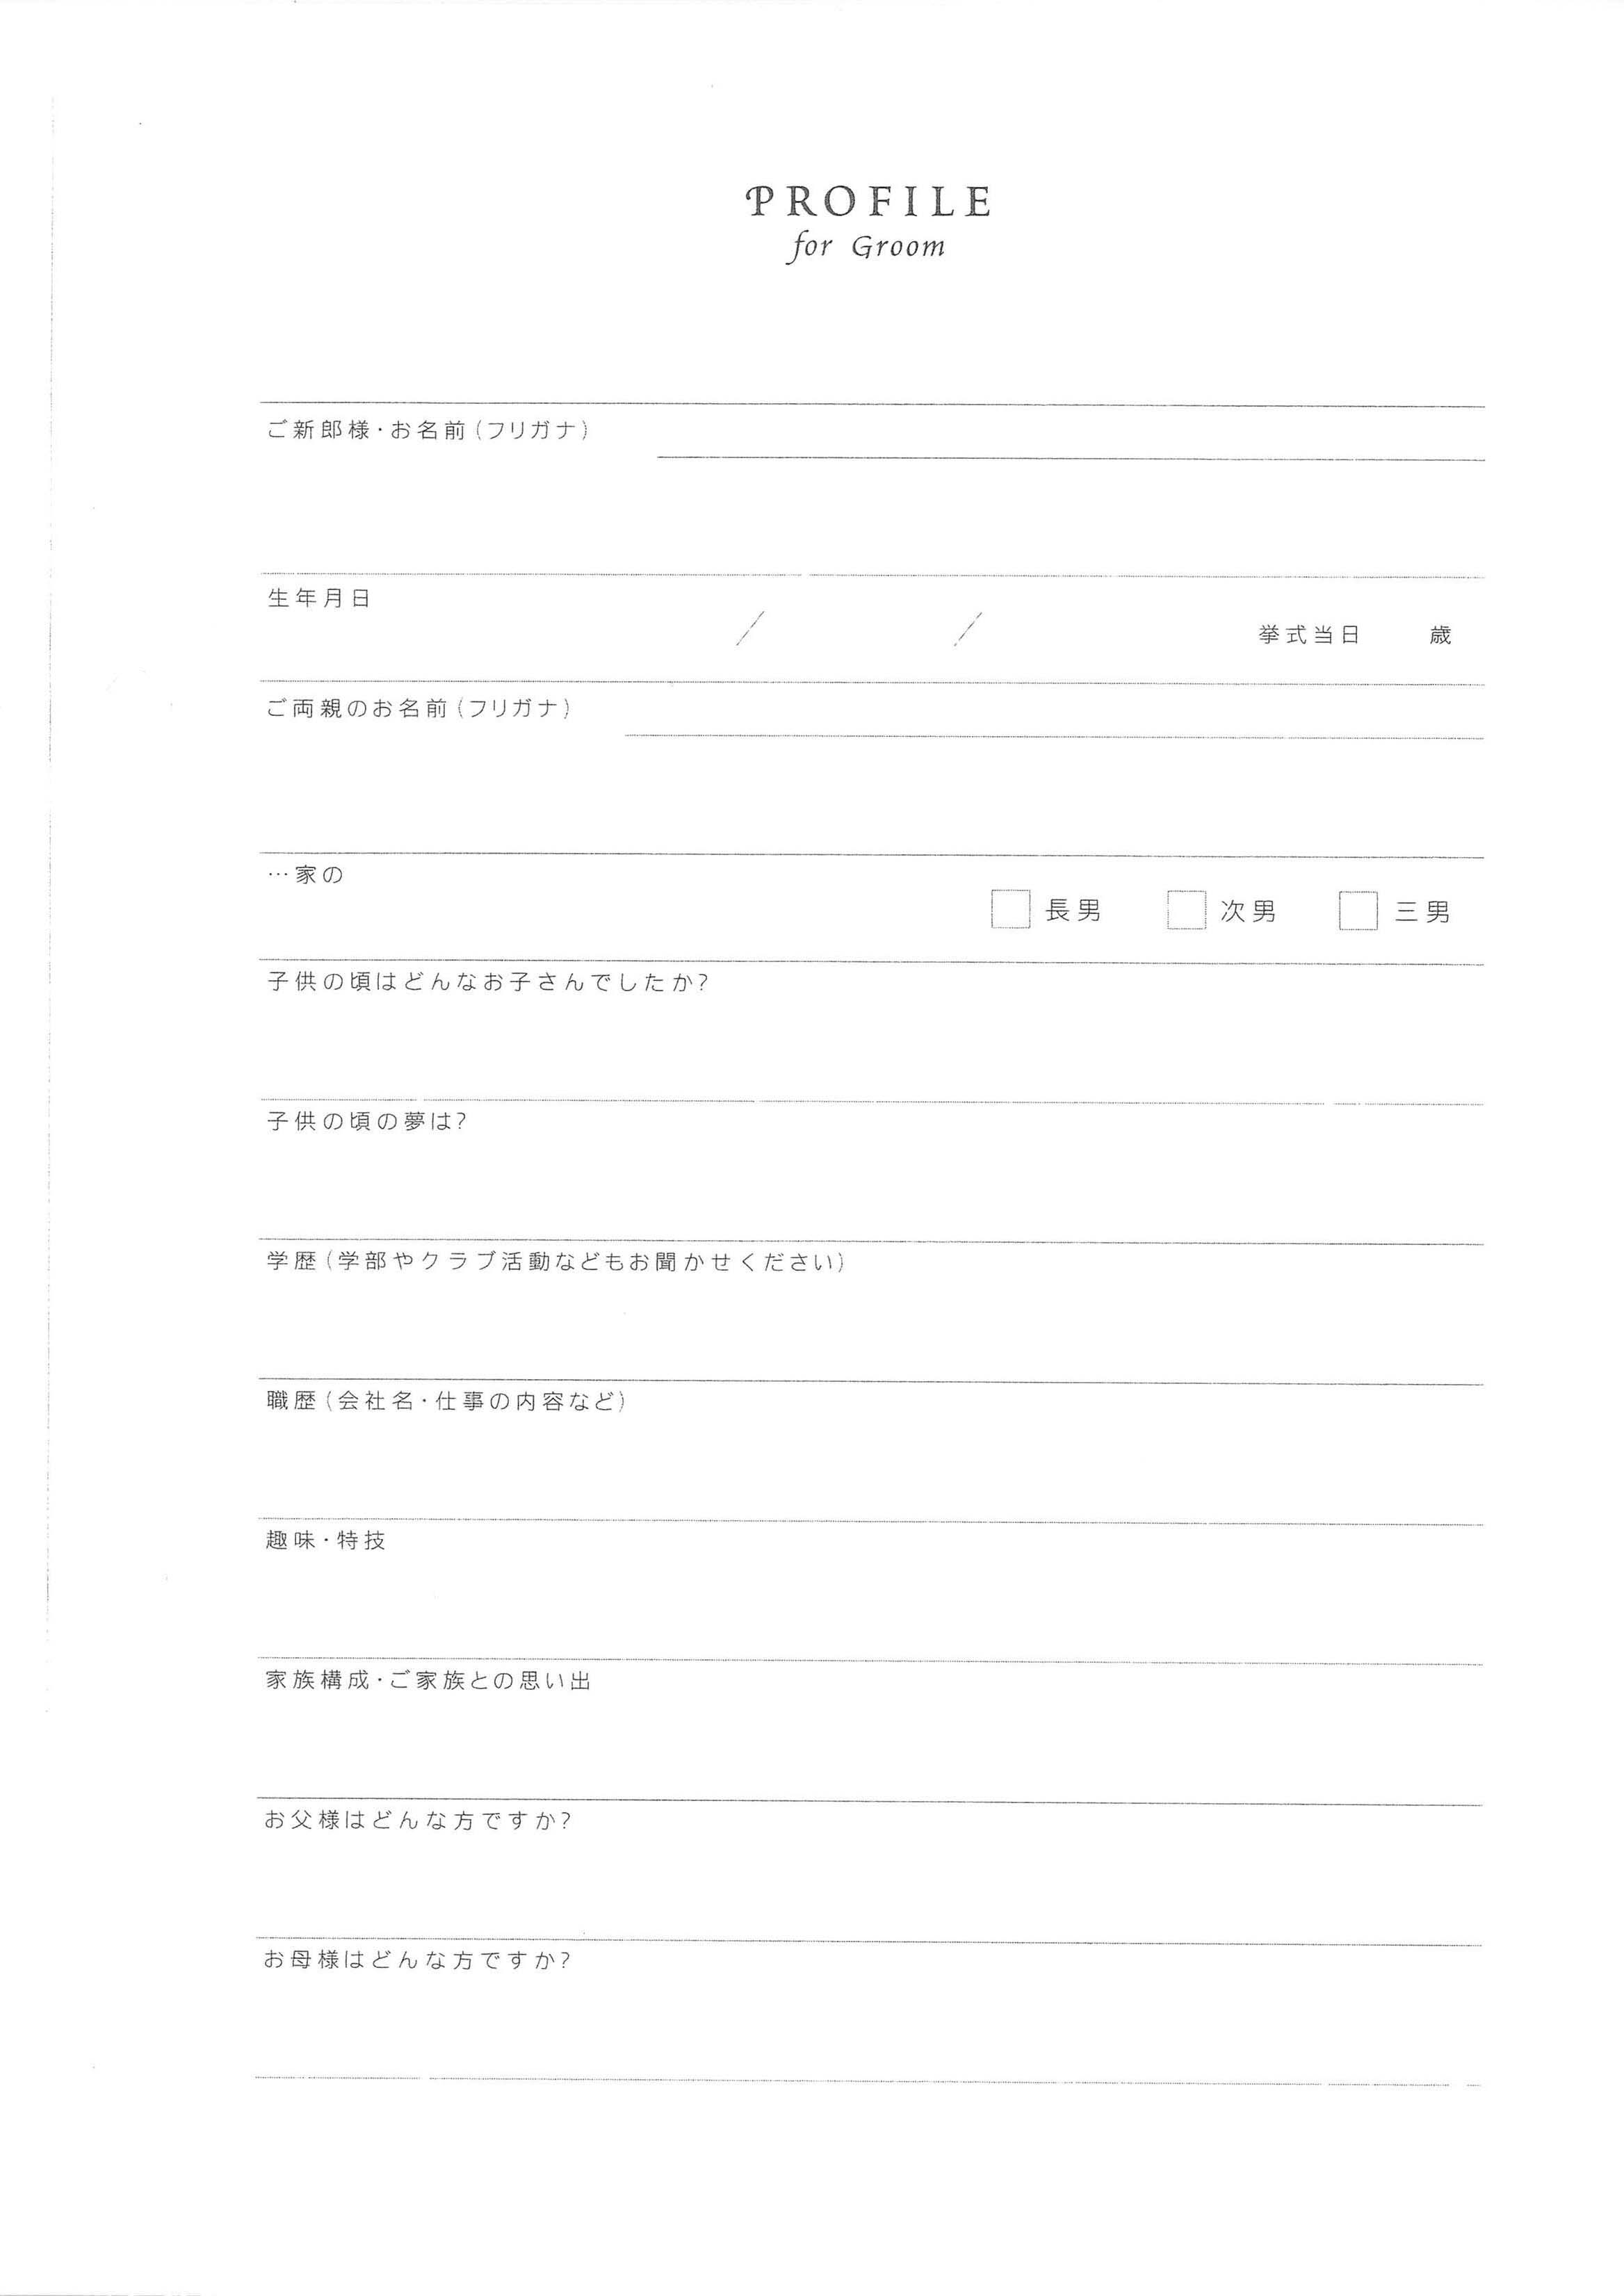 PROFILE
for Groom
ご新郎様・お名前(フリガナ)
生年月日
/ / 挙式当日 歳
ご両親のお名前(フリガナ)
…家の
長男 次男 三男
子供の頃はどんなお子さんでしたか?
子供の頃の夢は?
学歴(学部やクラブ活動などもお聞かせください)
職歴(会社名・仕事の内容など)
趣味・特技
家族構成・ご家族との思い出
お父様はどんな方ですか?
お母様はどんな方ですか?